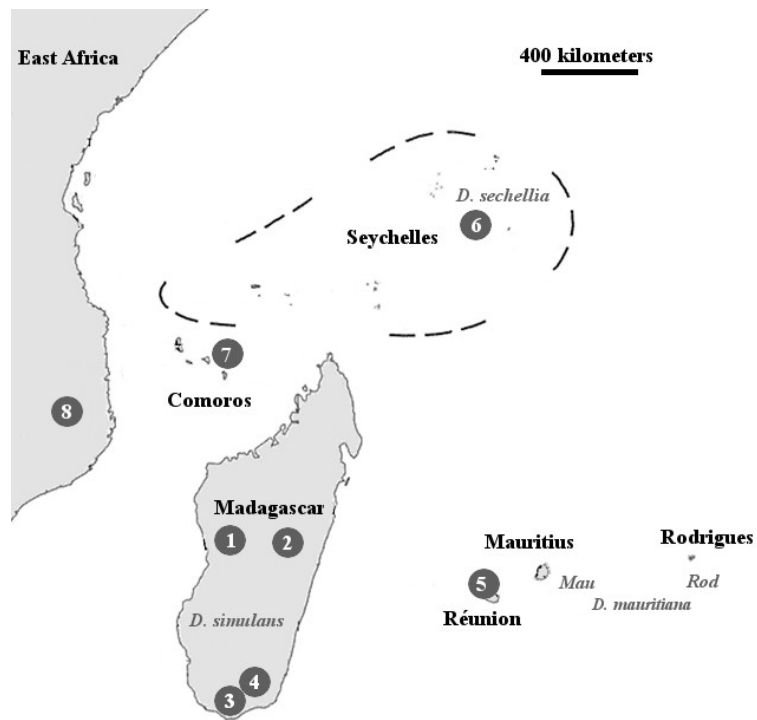 East Africa
400 kilometers
D. sechellia
6
Seychelles
7
Comoros
8
Madagascar
1
2
Mauritius
Rodrigues
5
Mau
Rod
D. mauritiana
Réunion
D. simulans
4
3